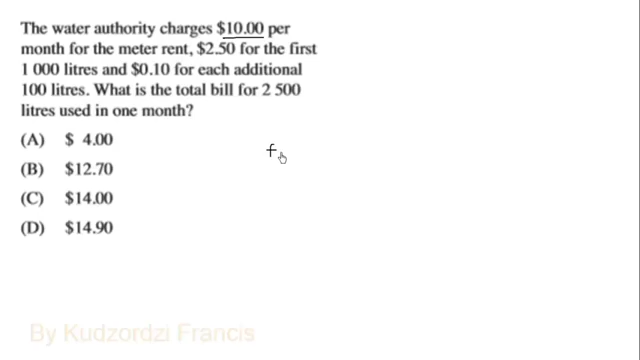 The water authority charges $10.00 per
month for the meter rent, $2.50 for the first
1 000 litres and $0.10 for each additional
100 litres. What is the total bill for 2 500
litres used in one month?
(A) $ 4.00
(B) $12.70
(C) $14.00
(D) $14.90
f
By Kudzordzi Francis